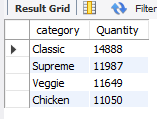 Result Grid Filter
category Quantity
Classic 14888
Supreme 11987
Veggie 11649
Chicken 11050